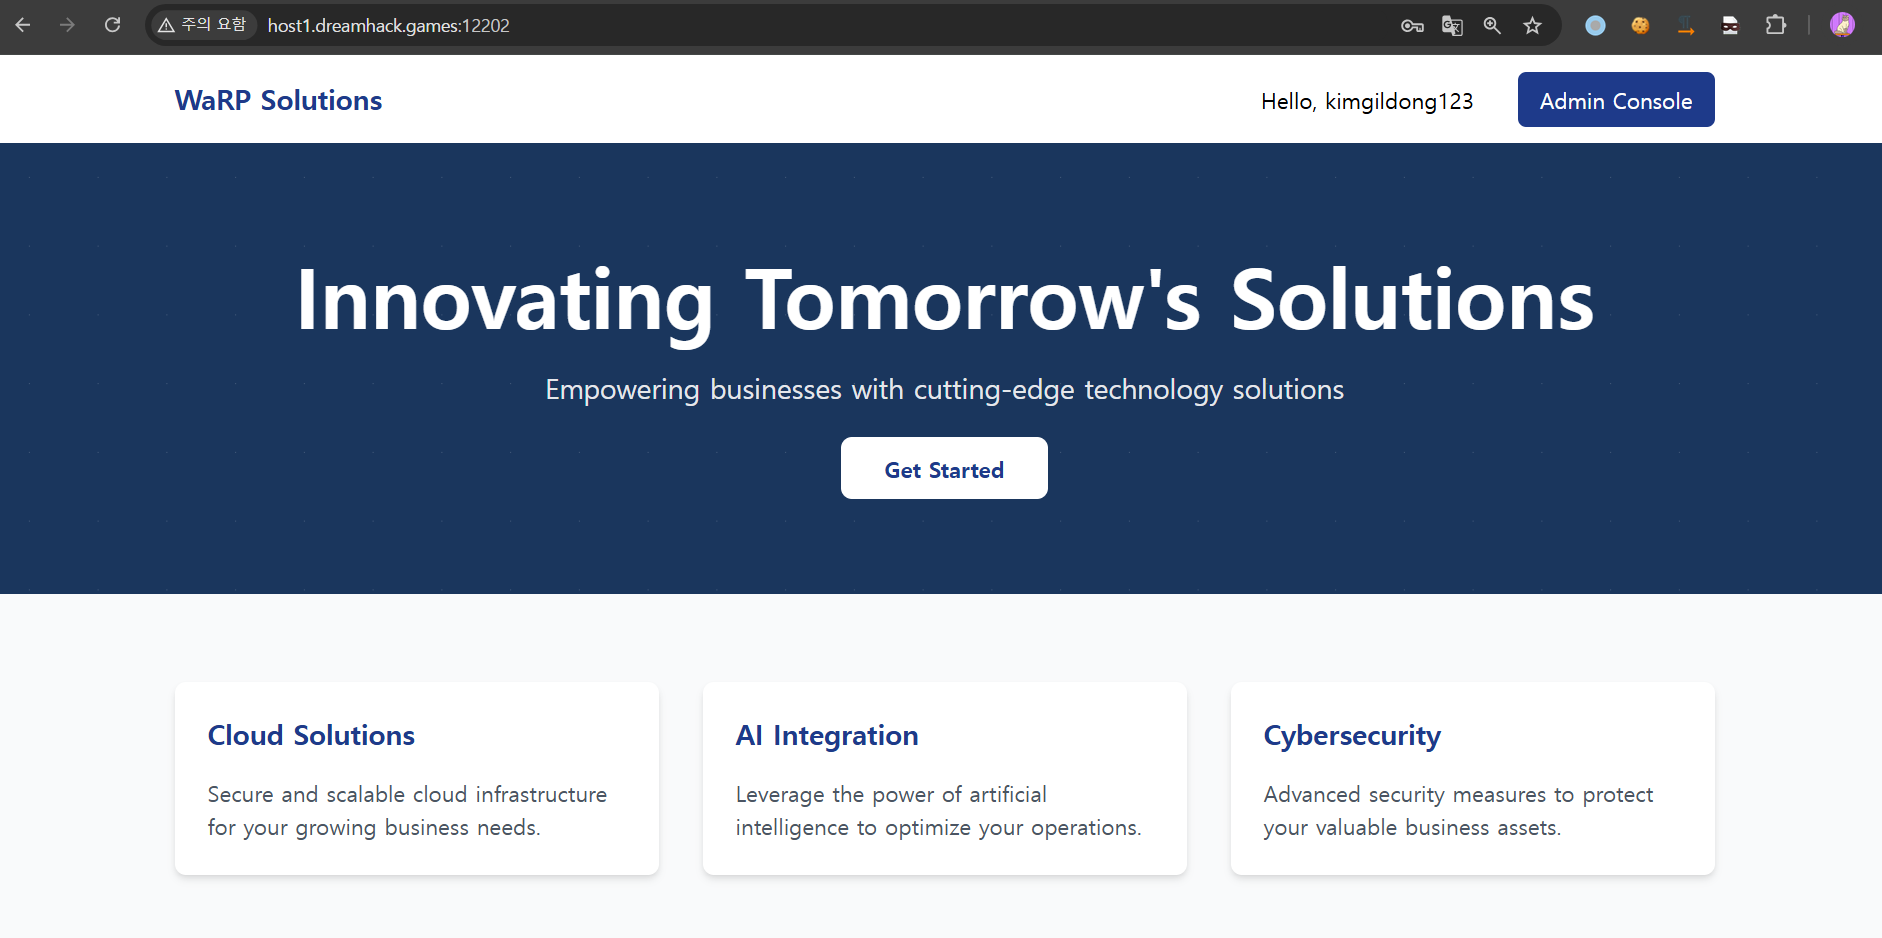 주의 요함 host1.dreamhack.games:12202
WaRP Solutions
Hello, kimgildong123
Admin Console
Innovating Tomorrow's Solutions
Empowering businesses with cutting-edge technology solutions
Get Started
Cloud Solutions
Secure and scalable cloud infrastructure
for your growing business needs.
AI Integration
Leverage the power of artificial
intelligence to optimize your operations.
Cybersecurity
Advanced security measures to protect
your valuable business assets.